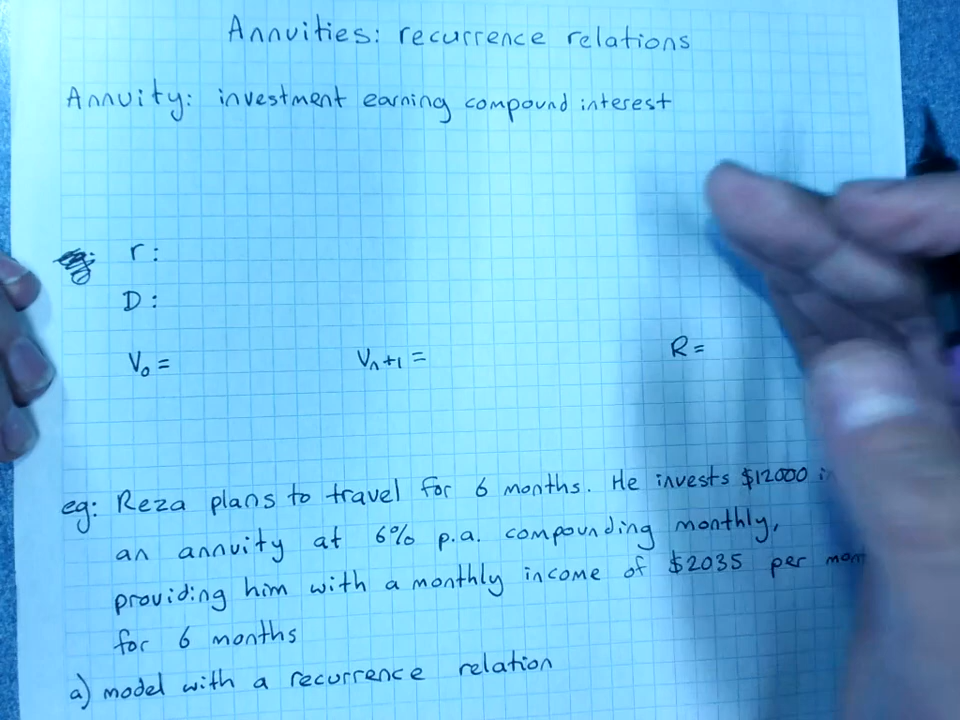 Annuities: recurrence relations
Annuity: investment earning compound interest
r:
D:
V₀ = Vₙ₊₁ = R =
eg: Reza plans to travel for 6 months. He invests $12000
an annuity at 6% p.a. compounding monthly,
providing him with a monthly income of $2035 per
for 6 months
a) model with a recurrence relation